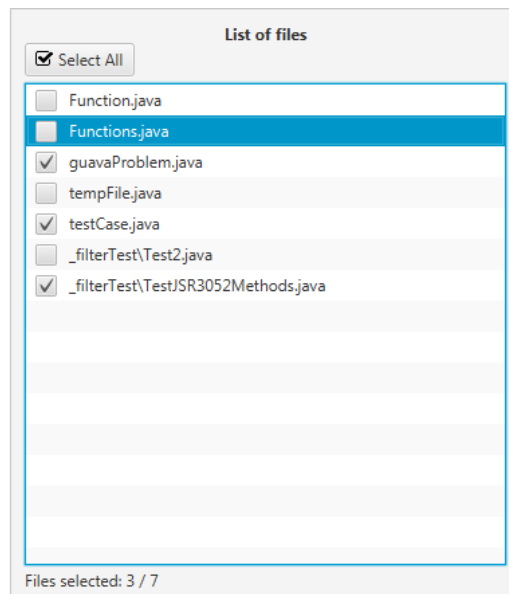 List of files
Select All
Function.java
Functions.java
guavaProblem.java
tempFile.java
testCase.java
_filterTest\Test2.java
_filterTest\TestJSR3052Methods.java
Files selected: 3 / 7